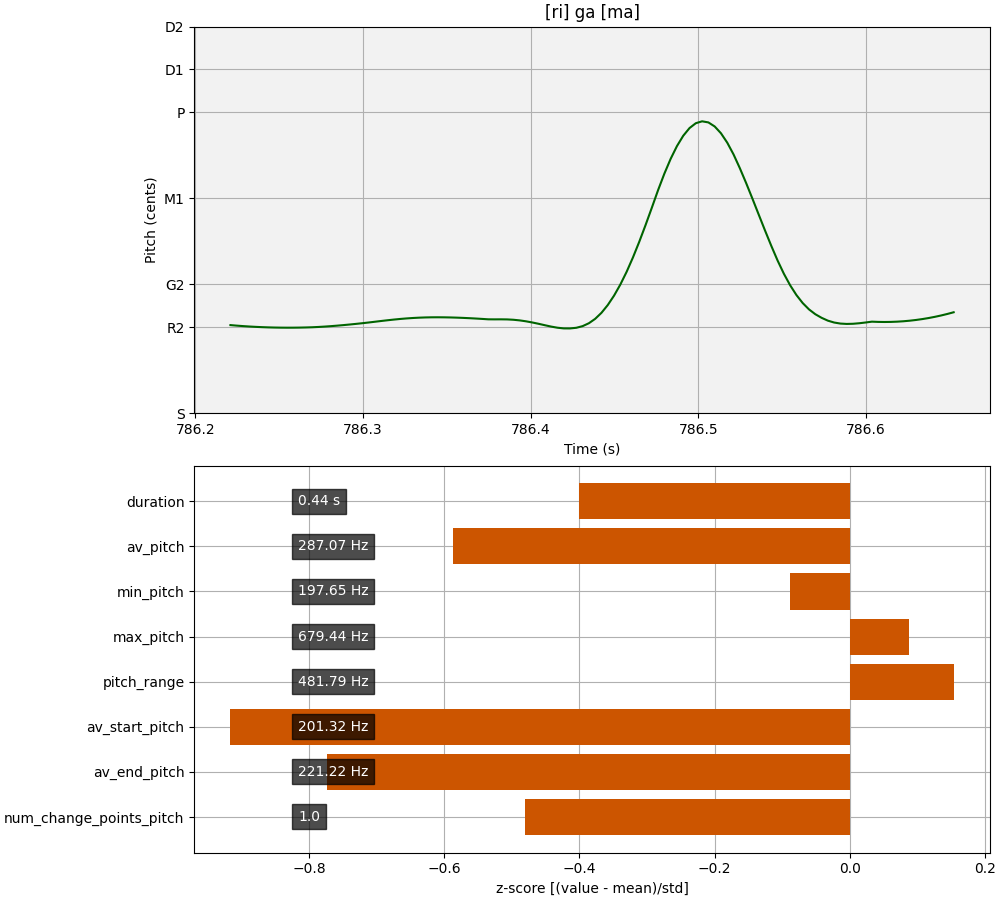 [ri] ga [ma]
D2
D1
P
M1
G2
R2
S
Pitch (cents)
786.2 786.3 786.4 786.5 786.6
Time (s)
duration 0.44 s
av_pitch 287.07 Hz
min_pitch 197.65 Hz
max_pitch 679.44 Hz
pitch_range 481.79 Hz
av_start_pitch 201.32 Hz
av_end_pitch 221.22 Hz
num_change_points_pitch 1.0
−0.8 −0.6 −0.4 −0.2 0.0 0.2
z-score [(value - mean)/std]